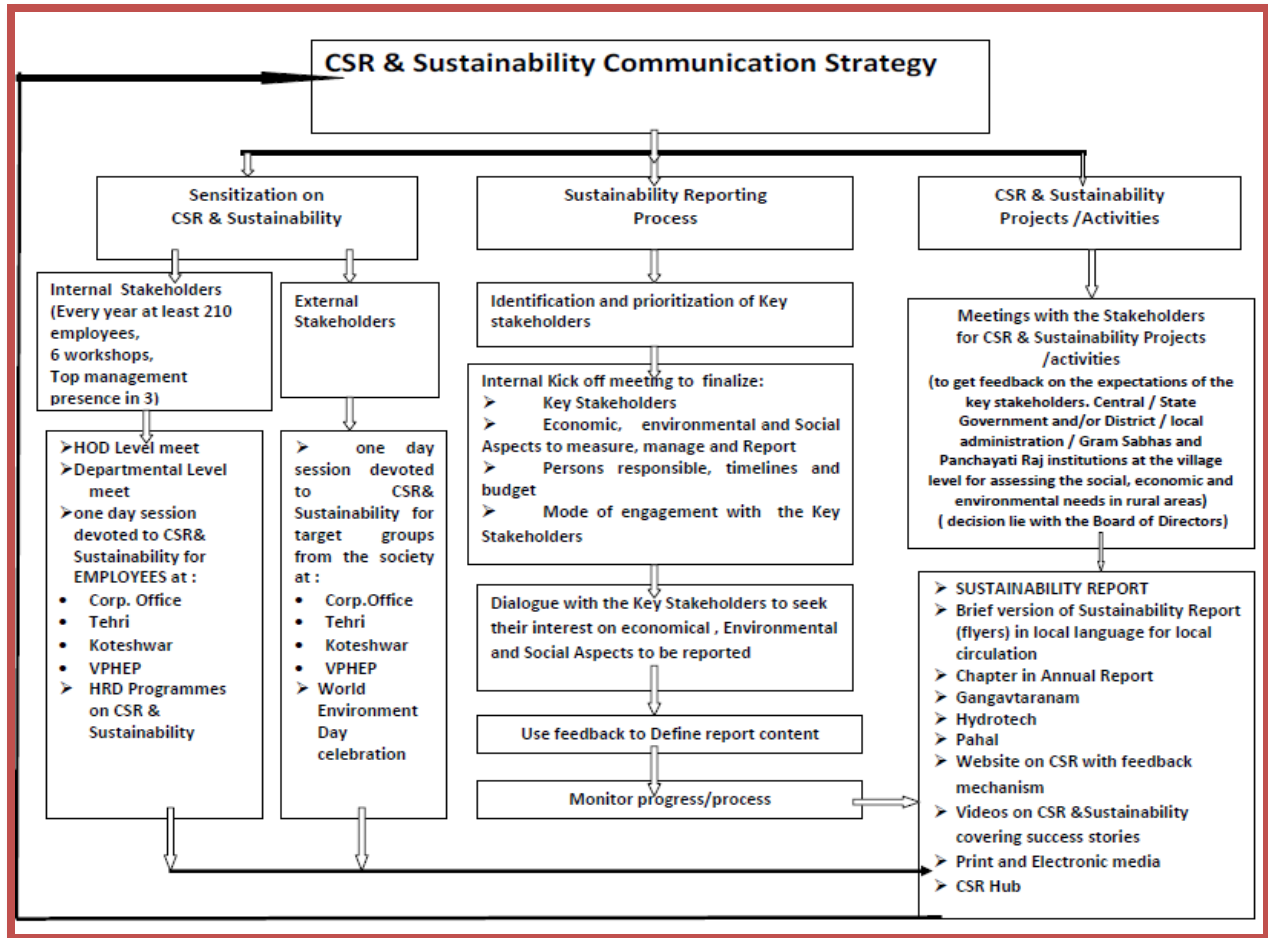 CSR & Sustainability Communication Strategy
Sensitization on
CSR & Sustainability
Internal Stakeholders
(Every year at least 210
employees,
6 workshops,
Top management
presence in 3)
➢HOD Level meet
➢Departmental Level
meet
➢one day session
devoted to CSR&
Sustainability for
EMPLOYEES at :
• Corp. Office
• Tehri
• Koteshwar
• VPHEP
➢ HRD Programmes
on CSR &
Sustainability
External
Stakeholders
➢ one day
session devoted
to CSR&
Sustainability for
target groups
from the society
at :
• Corp.Office
• Tehri
• Koteshwar
• VPHEP
➢ World
Environment
Day
celebration
Sustainability Reporting
Process
Identification and prioritization of Key
stakeholders
Internal Kick off meeting to finalize:
➢ Key Stakeholders
➢ Economic, environmental and Social
Aspects to measure, manage and Report
➢ Persons responsible, timelines and
budget
➢ Mode of engagement with the Key
Stakeholders
Dialogue with the Key Stakeholders to seek
their interest on economical , Environmental
and Social Aspects to be reported
Use feedback to Define report content
Monitor progress/process
CSR & Sustainability
Projects /Activities
Meetings with the Stakeholders
for CSR & Sustainability Projects
/activities
(to get feedback on the expectations of the
key stakeholders. Central / State
Government and/or District / local
administration / Gram Sabhas and
Panchayati Raj institutions at the village
level for assessing the social, economic and
environmental needs in rural areas)
( decision lie with the Board of Directors)
➢ SUSTAINABILITY REPORT
➢ Brief version of Sustainability Report
(flyers) in local language for local
circulation
➢ Chapter in Annual Report
➢ Gangavtaranam
➢ Hydrotech
➢ Pahal
➢ Website on CSR with feedback
mechanism
➢ Videos on CSR &Sustainability
covering success stories
➢ Print and Electronic media
➢ CSR Hub